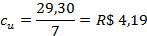 c_u = 29,30/7 = R$ 4,19